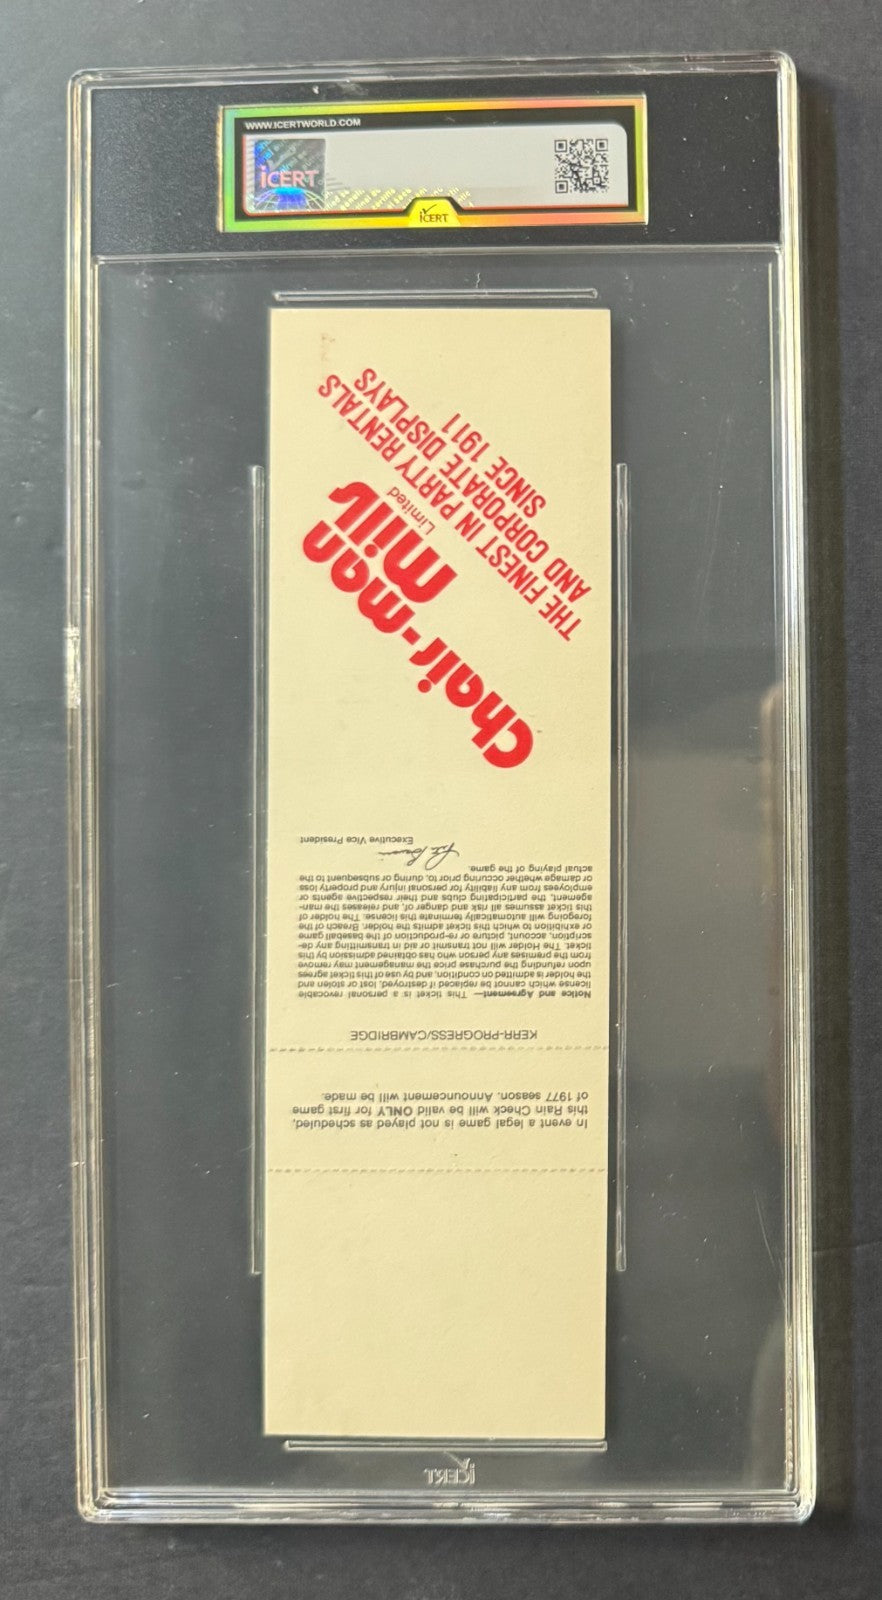 WWW.ICERTWORLD.COM
iCERT
iCERT
Chair-man
Mills
Limited
THE FINEST IN PARTY RENTALS
AND CORPORATE DISPLAYS
SINCE 1911
In event a legal game is not played as scheduled,
this Rain Check will be valid ONLY for first game
of 1977 season. Announcement will be made.
KERR-PROGRESS/CAMBRIDGE
Notice and Agreement— This ticket is a personal revocable
license which cannot be replaced if destroyed, lost or stolen and
the holder is admitted on condition, and by use of this ticket agrees
upon refunding the purchase price the management may remove
from the premises any person who has obtained admission by this
ticket. The Holder will not transmit or aid in transmitting any de-
scription, account, picture or re-production of the baseball game
or exhibition to which this ticket admits the holder. Breach of the
foregoing will automatically terminate this license. The holder of
this ticket assumes all risk and danger of, and releases the man-
agement, the participating clubs and their respective agents or
employees from any liability for personal injury and property loss
or damage whether occuring prior to, during or subsequent to the
actual playing of the game.
Executive Vice President
iCERT